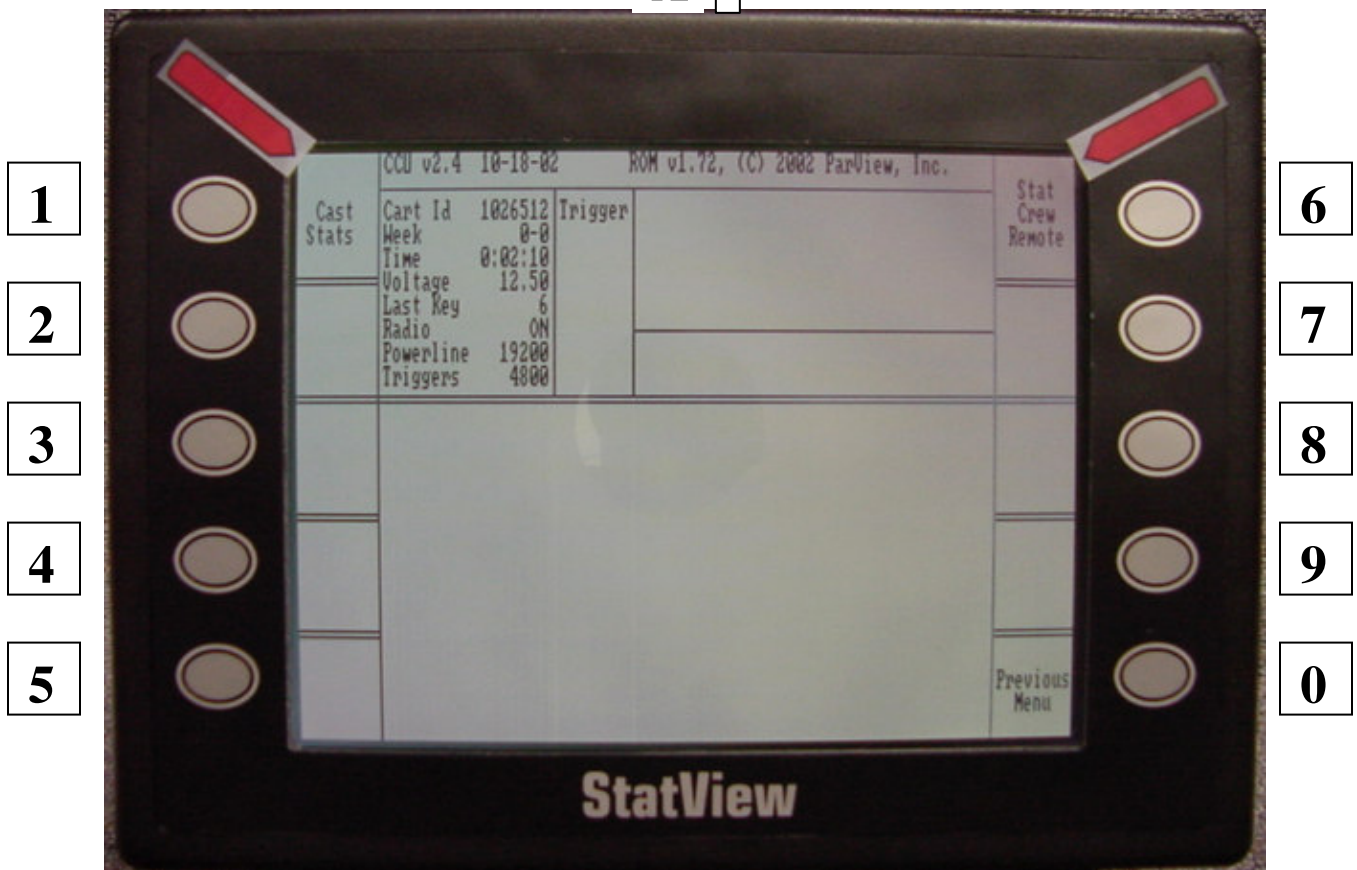 1
2
3
4
5
6
7
8
9
0
CCU v2.4 10-18-02 ROM v1.72, (C) 2002 ParView, Inc.
Cast
Stats
Cart Id 1026512
Week 0-0
Time 0:02:10
Voltage 12.50
Last Key 6
Radio ON
Powerline 19200
Triggers 4800
Trigger
Stat
Crew
Remote
Previous
Menu
StatView